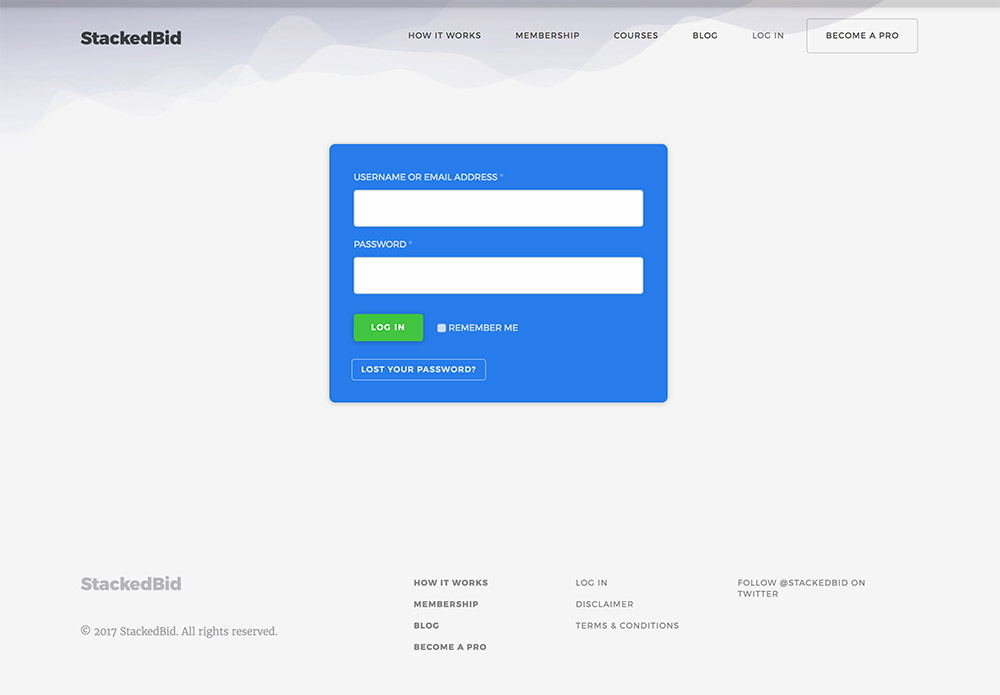 StackedBid
HOW IT WORKS
MEMBERSHIP
COURSES
BLOG
LOG IN
BECOME A PRO
USERNAME OR EMAIL ADDRESS *
PASSWORD *
LOG IN
REMEMBER ME
LOST YOUR PASSWORD?
StackedBid
© 2017 StackedBid. All rights reserved.
HOW IT WORKS
MEMBERSHIP
BLOG
BECOME A PRO
LOG IN
DISCLAIMER
TERMS & CONDITIONS
FOLLOW @STACKEDBID ON
TWITTER